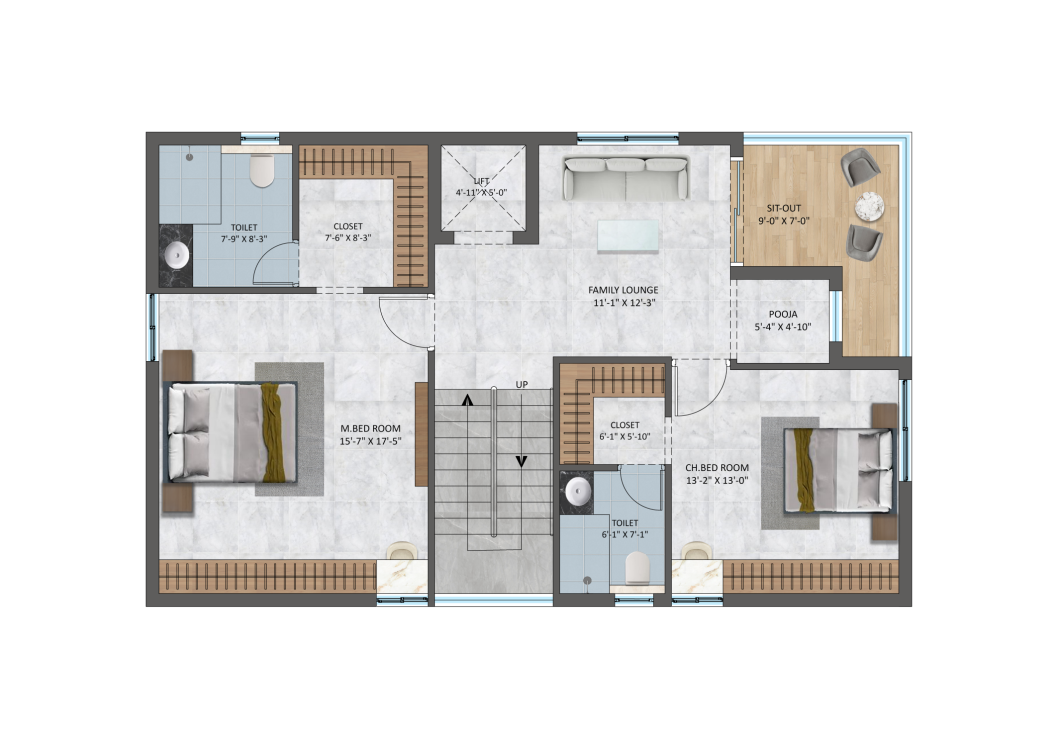 LIFT
4'-11" X 5'-0"
SIT-OUT
9'-0" X 7'-0"
TOILET
7'-9" X 8'-3"
CLOSET
7'-6" X 8'-3"
FAMILY LOUNGE
11'-1" X 12'-3"
POOJA
5'-4" X 4'-10"
UP
M.BED ROOM
15'-7" X 17'-5"
CLOSET
6'-1" X 5'-10"
CH.BED ROOM
13'-2" X 13'-0"
TOILET
6'-1" X 7'-1"